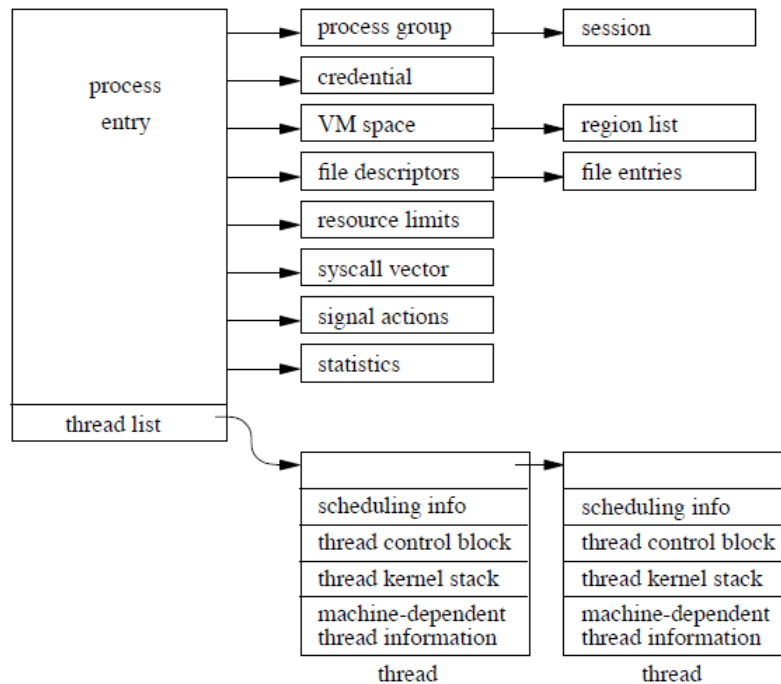 process
entry
process group
session
credential
VM space
region list
file descriptors
file entries
resource limits
syscall vector
signal actions
statistics
thread list
scheduling info
thread control block
thread kernel stack
machine-dependent
thread information
thread
scheduling info
thread control block
thread kernel stack
machine-dependent
thread information
thread